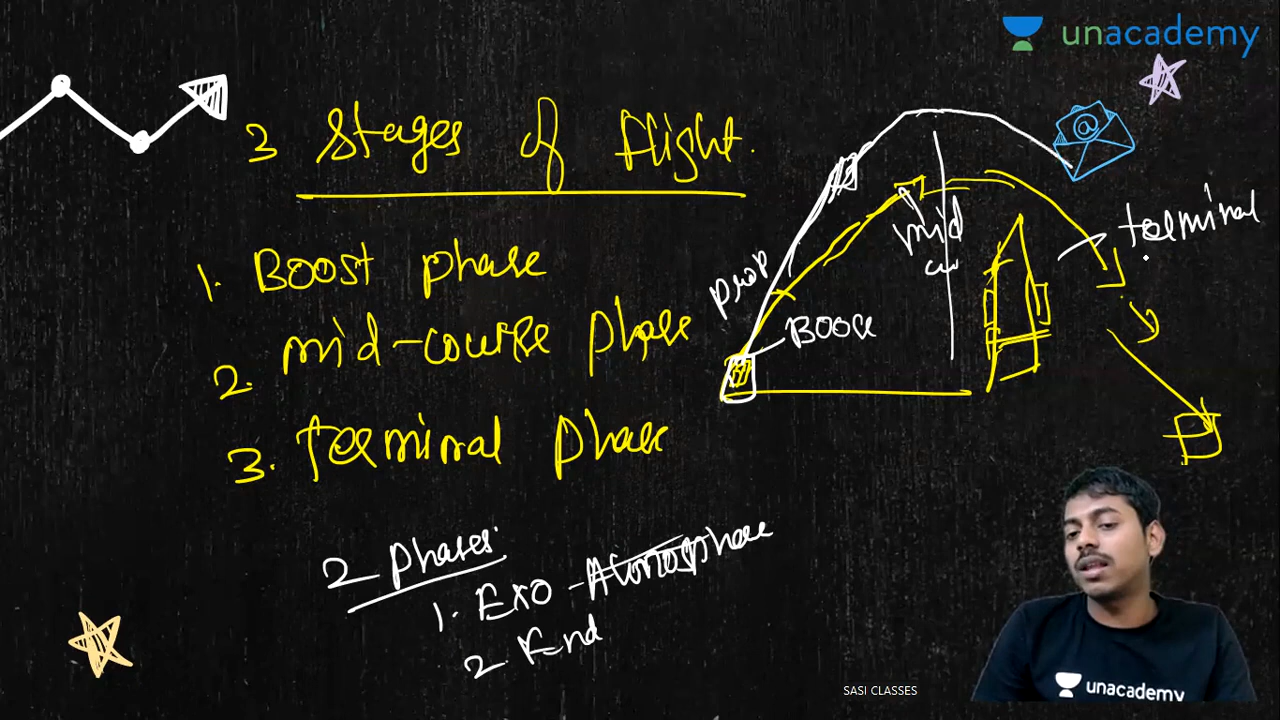 unacademy
3 Stages of flight.
1. Boost phase
2. mid-course phase
3. terminal phase
2 Phases
1. Exo - Atmosphere
2. End
prop
Boost
mid
terminal
@
SASI CLASSES
unacademy